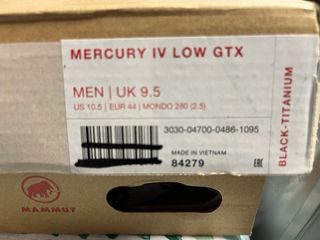 MERCURY IV LOW GTX
MEN | UK 9.5
US 10.5 | EUR 44 | MONDO 280 (2.5)
3030-04700-0486-1095
MADE IN VIETNAM
84279
EAC
BLACK-TITANIUM
MAMMUT